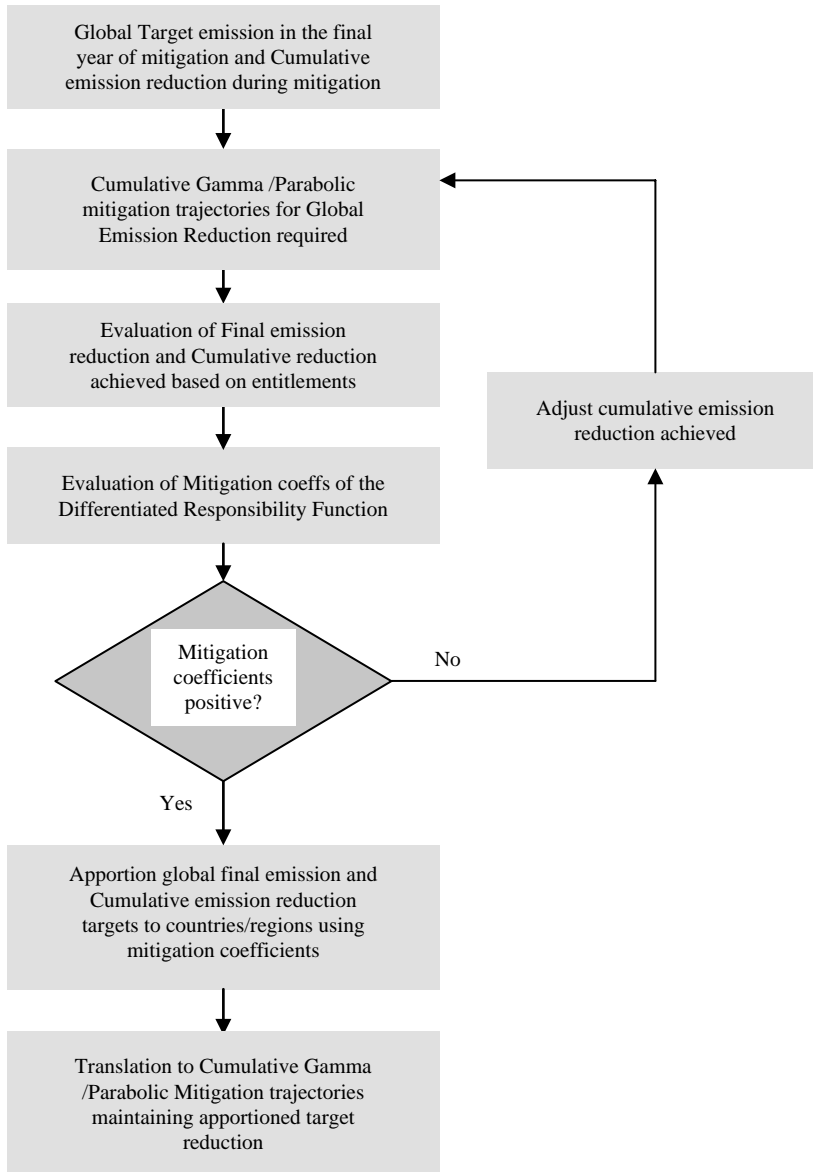 Global Target emission in the final
year of mitigation and Cumulative
emission reduction during mitigation
Cumulative Gamma /Parabolic
mitigation trajectories for Global
Emission Reduction required
Evaluation of Final emission
reduction and Cumulative reduction
achieved based on entitlements
Adjust cumulative emission
reduction achieved
Evaluation of Mitigation coeffs of the
Differentiated Responsibility Function
Mitigation
coefficients
positive?
No
Yes
Apportion global final emission and
Cumulative emission reduction
targets to countries/regions using
mitigation coefficients
Translation to Cumulative Gamma
/Parabolic Mitigation trajectories
maintaining apportioned target
reduction